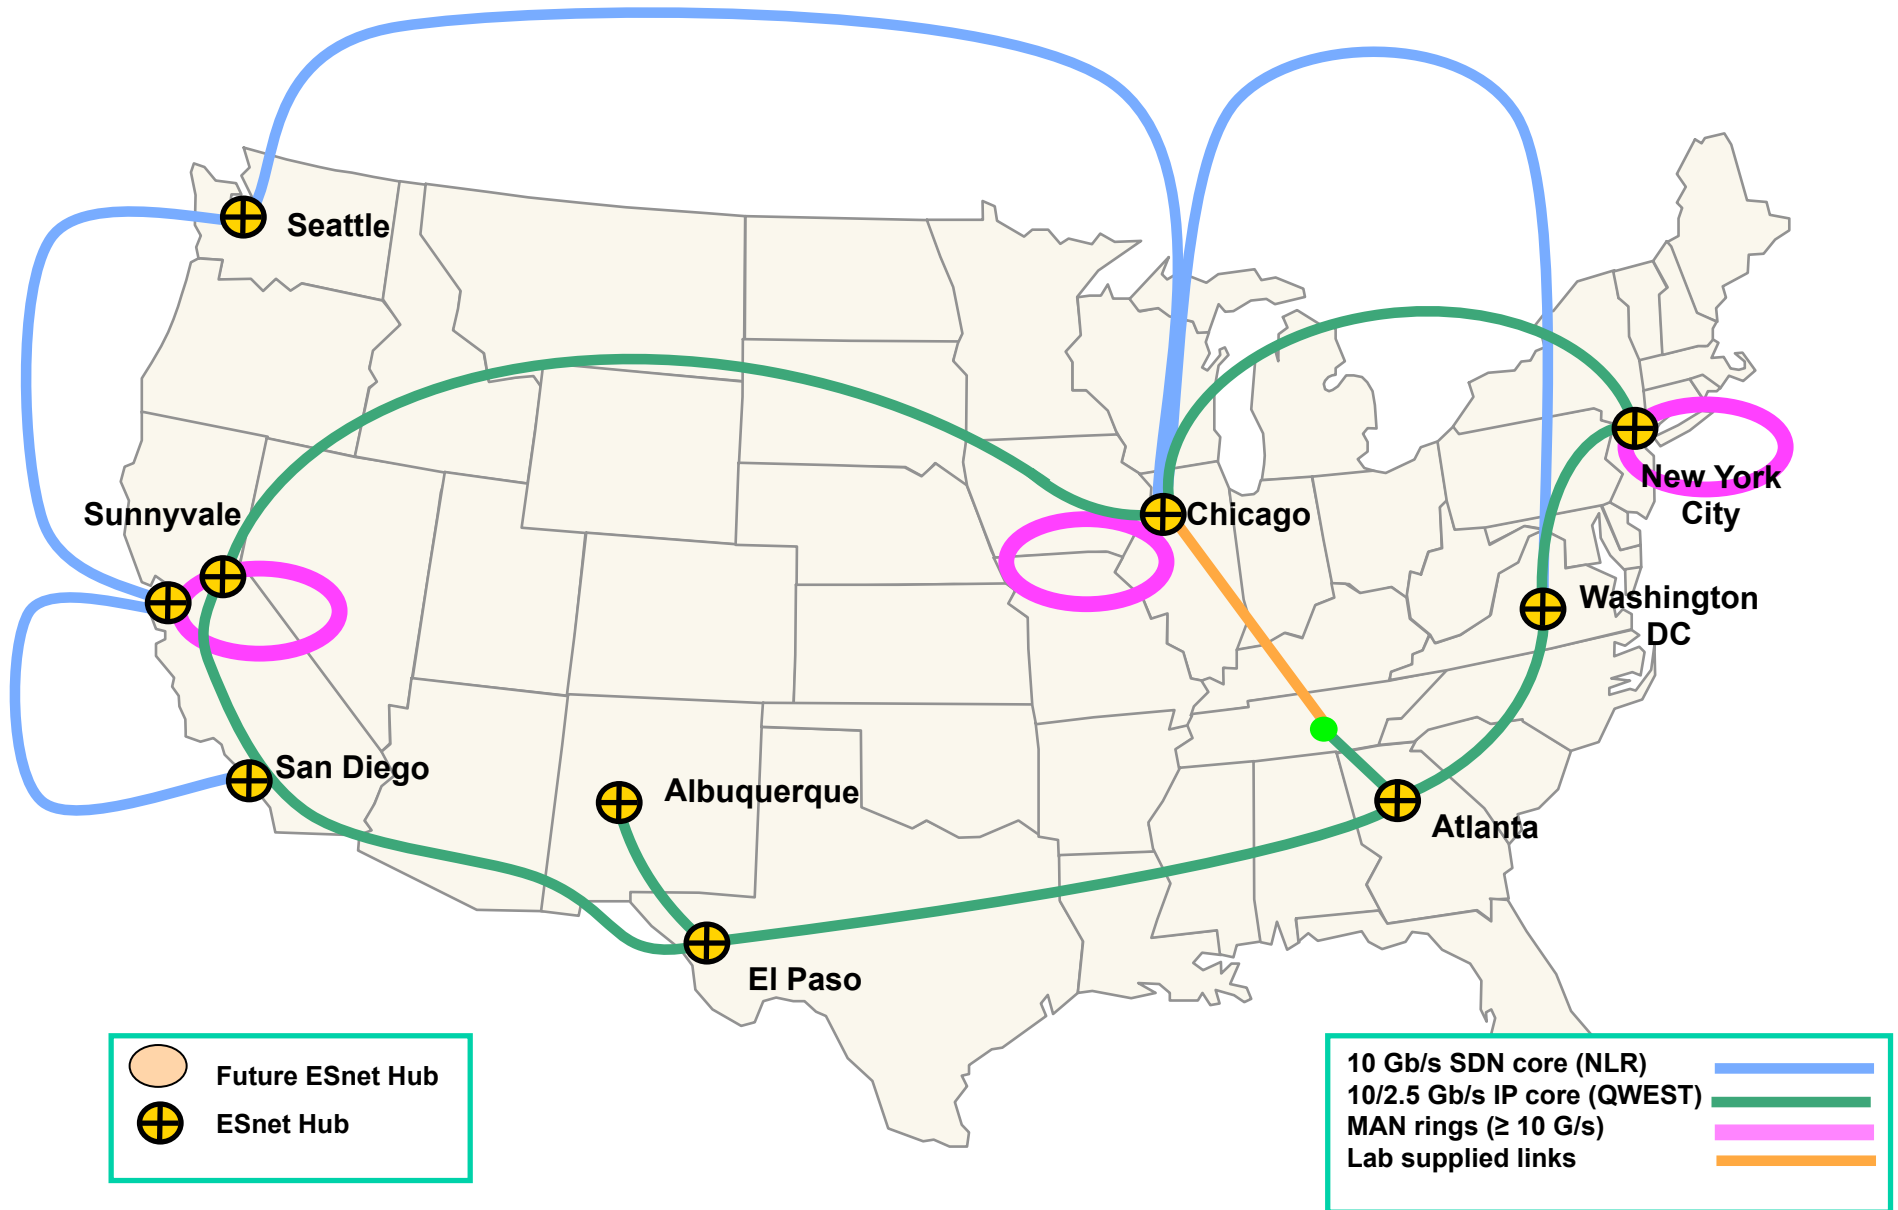 Seattle
Sunnyvale
Chicago
New York
City
Washington
DC
San Diego
Albuquerque
Atlanta
El Paso
Future ESnet Hub
ESnet Hub
10 Gb/s SDN core (NLR)
10/2.5 Gb/s IP core (QWEST)
MAN rings (≥ 10 G/s)
Lab supplied links